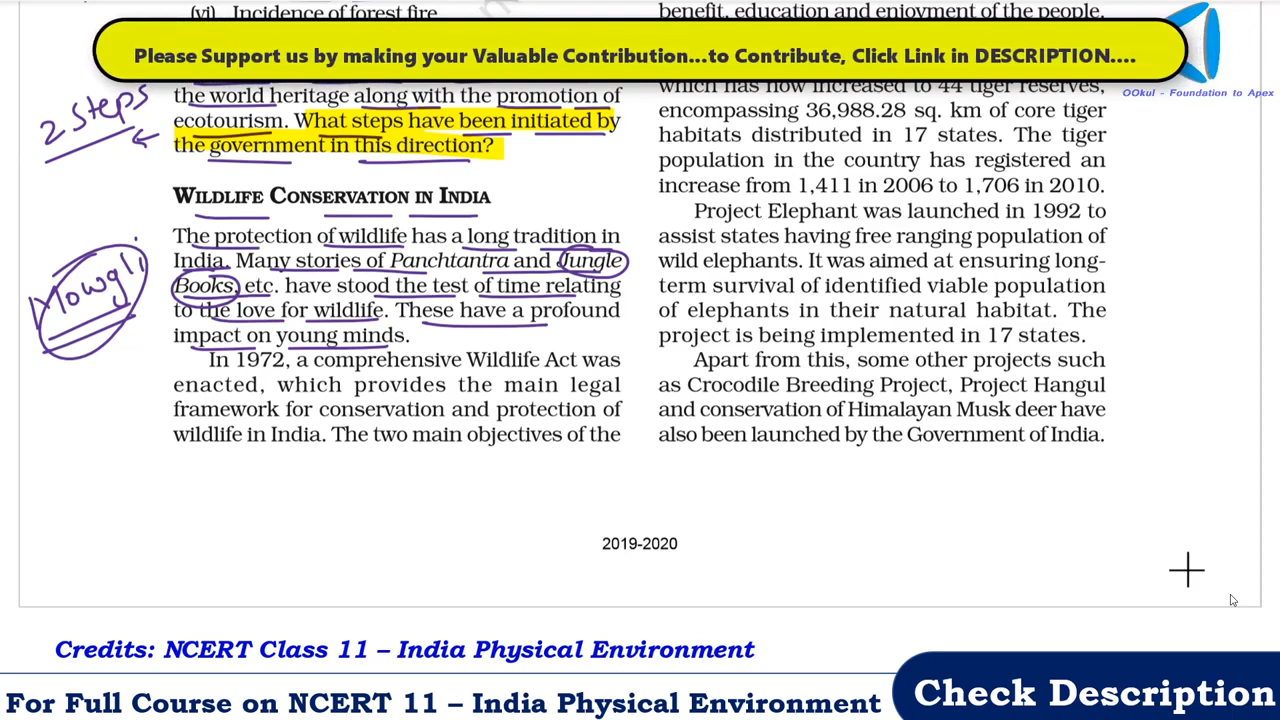 (vi) Incidence of forest fire
benefit, education and enjoyment of the people.
Please Support us by making your Valuable Contribution...to Contribute, Click Link in DESCRIPTION....
OOkul - Foundation to Apex
2 Steps
the world heritage along with the promotion of
ecotourism. What steps have been initiated by
the government in this direction?
WILDLIFE CONSERVATION IN INDIA
The protection of wildlife has a long tradition in
India. Many stories of Panchtantra and Jungle
Books, etc. have stood the test of time relating
to the love for wildlife. These have a profound
impact on young minds.
Mowgli
In 1972, a comprehensive Wildlife Act was
enacted, which provides the main legal
framework for conservation and protection of
wildlife in India. The two main objectives of the
which has now increased to 44 tiger reserves,
encompassing 36,988.28 sq. km of core tiger
habitats distributed in 17 states. The tiger
population in the country has registered an
increase from 1,411 in 2006 to 1,706 in 2010.
Project Elephant was launched in 1992 to
assist states having free ranging population of
wild elephants. It was aimed at ensuring long-
term survival of identified viable population
of elephants in their natural habitat. The
project is being implemented in 17 states.
Apart from this, some other projects such
as Crocodile Breeding Project, Project Hangul
and conservation of Himalayan Musk deer have
also been launched by the Government of India.
2019-2020
Credits: NCERT Class 11 – India Physical Environment
For Full Course on NCERT 11 – India Physical Environment
Check Description